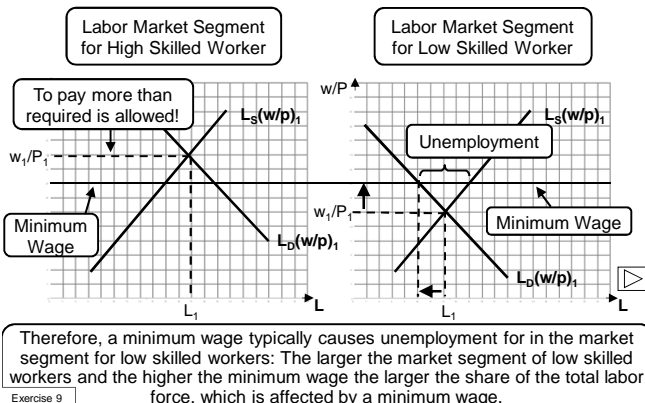 Labor Market Segment
for High Skilled Worker
Labor Market Segment
for Low Skilled Worker
To pay more than
required is allowed!
w/P
L_S(w/p)_1
L_S(w/p)_1
Unemployment
w_1/P_1
Minimum
Wage
w_1/P_1
Minimum Wage
L_D(w/p)_1
L_D(w/p)_1
L_1
L
L_1
L
Therefore, a minimum wage typically causes unemployment for in the market
segment for low skilled workers: The larger the market segment of low skilled
workers and the higher the minimum wage the larger the share of the total labor
force, which is affected by a minimum wage.
Exercise 9